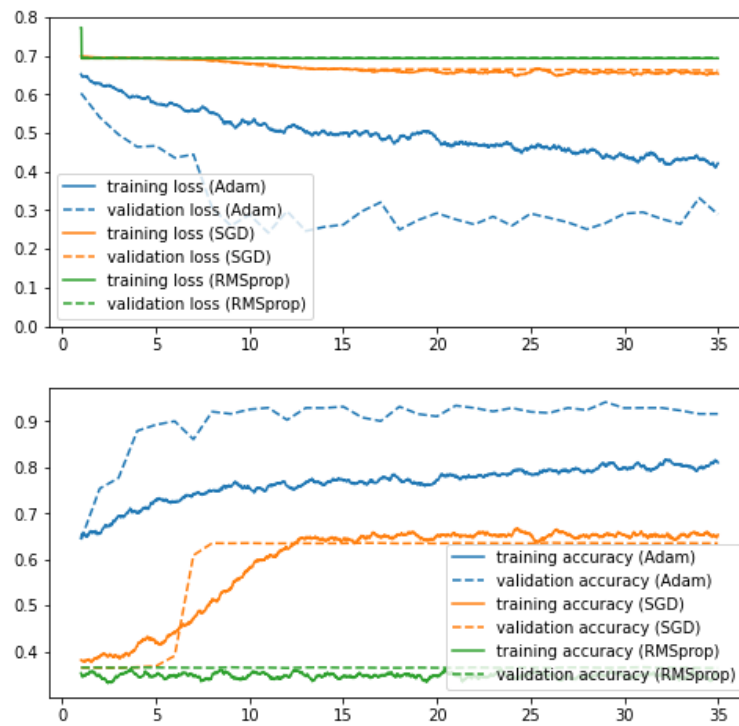 0.8
0.7
0.6
0.5
0.4
0.3
0.2
0.1
0.0
training loss (Adam)
validation loss (Adam)
training loss (SGD)
validation loss (SGD)
training loss (RMSprop)
validation loss (RMSprop)
0 5 10 15 20 25 30 35
0.9
0.8
0.7
0.6
0.5
0.4
training accuracy (Adam)
validation accuracy (Adam)
training accuracy (SGD)
validation accuracy (SGD)
training accuracy (RMSprop)
validation accuracy (RMSprop)
0 5 10 15 20 25 30 35